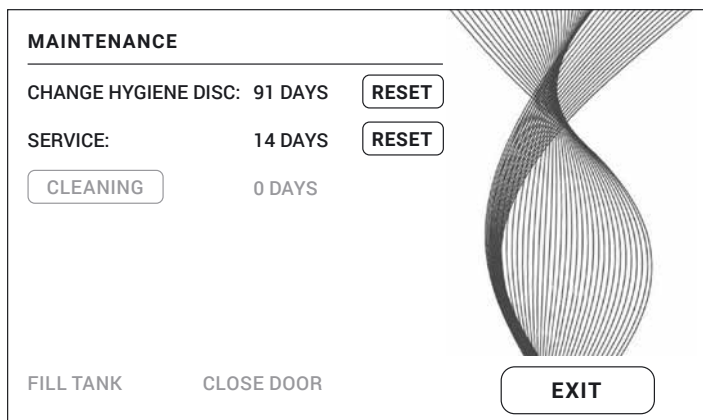 MAINTENANCE
CHANGE HYGIENE DISC: 91 DAYS RESET
SERVICE: 14 DAYS RESET
CLEANING 0 DAYS
FILL TANK CLOSE DOOR EXIT